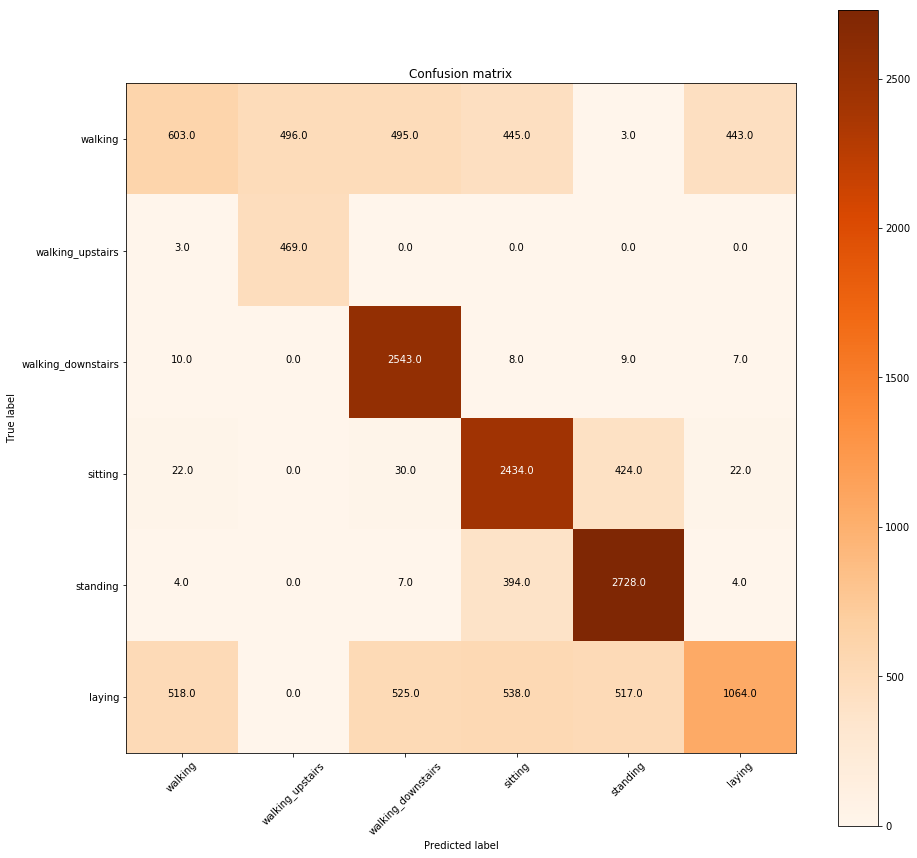 Confusion matrix
walking 603.0 496.0 495.0 445.0 3.0 443.0
walking_upstairs 3.0 469.0 0.0 0.0 0.0 0.0
walking_downstairs 10.0 0.0 2543.0 8.0 9.0 7.0
sitting 22.0 0.0 30.0 2434.0 424.0 22.0
standing 4.0 0.0 7.0 394.0 2728.0 4.0
laying 518.0 0.0 525.0 538.0 517.0 1064.0
walking walking_upstairs walking_downstairs sitting standing laying
True label
Predicted label
2500
2000
1500
1000
500
0